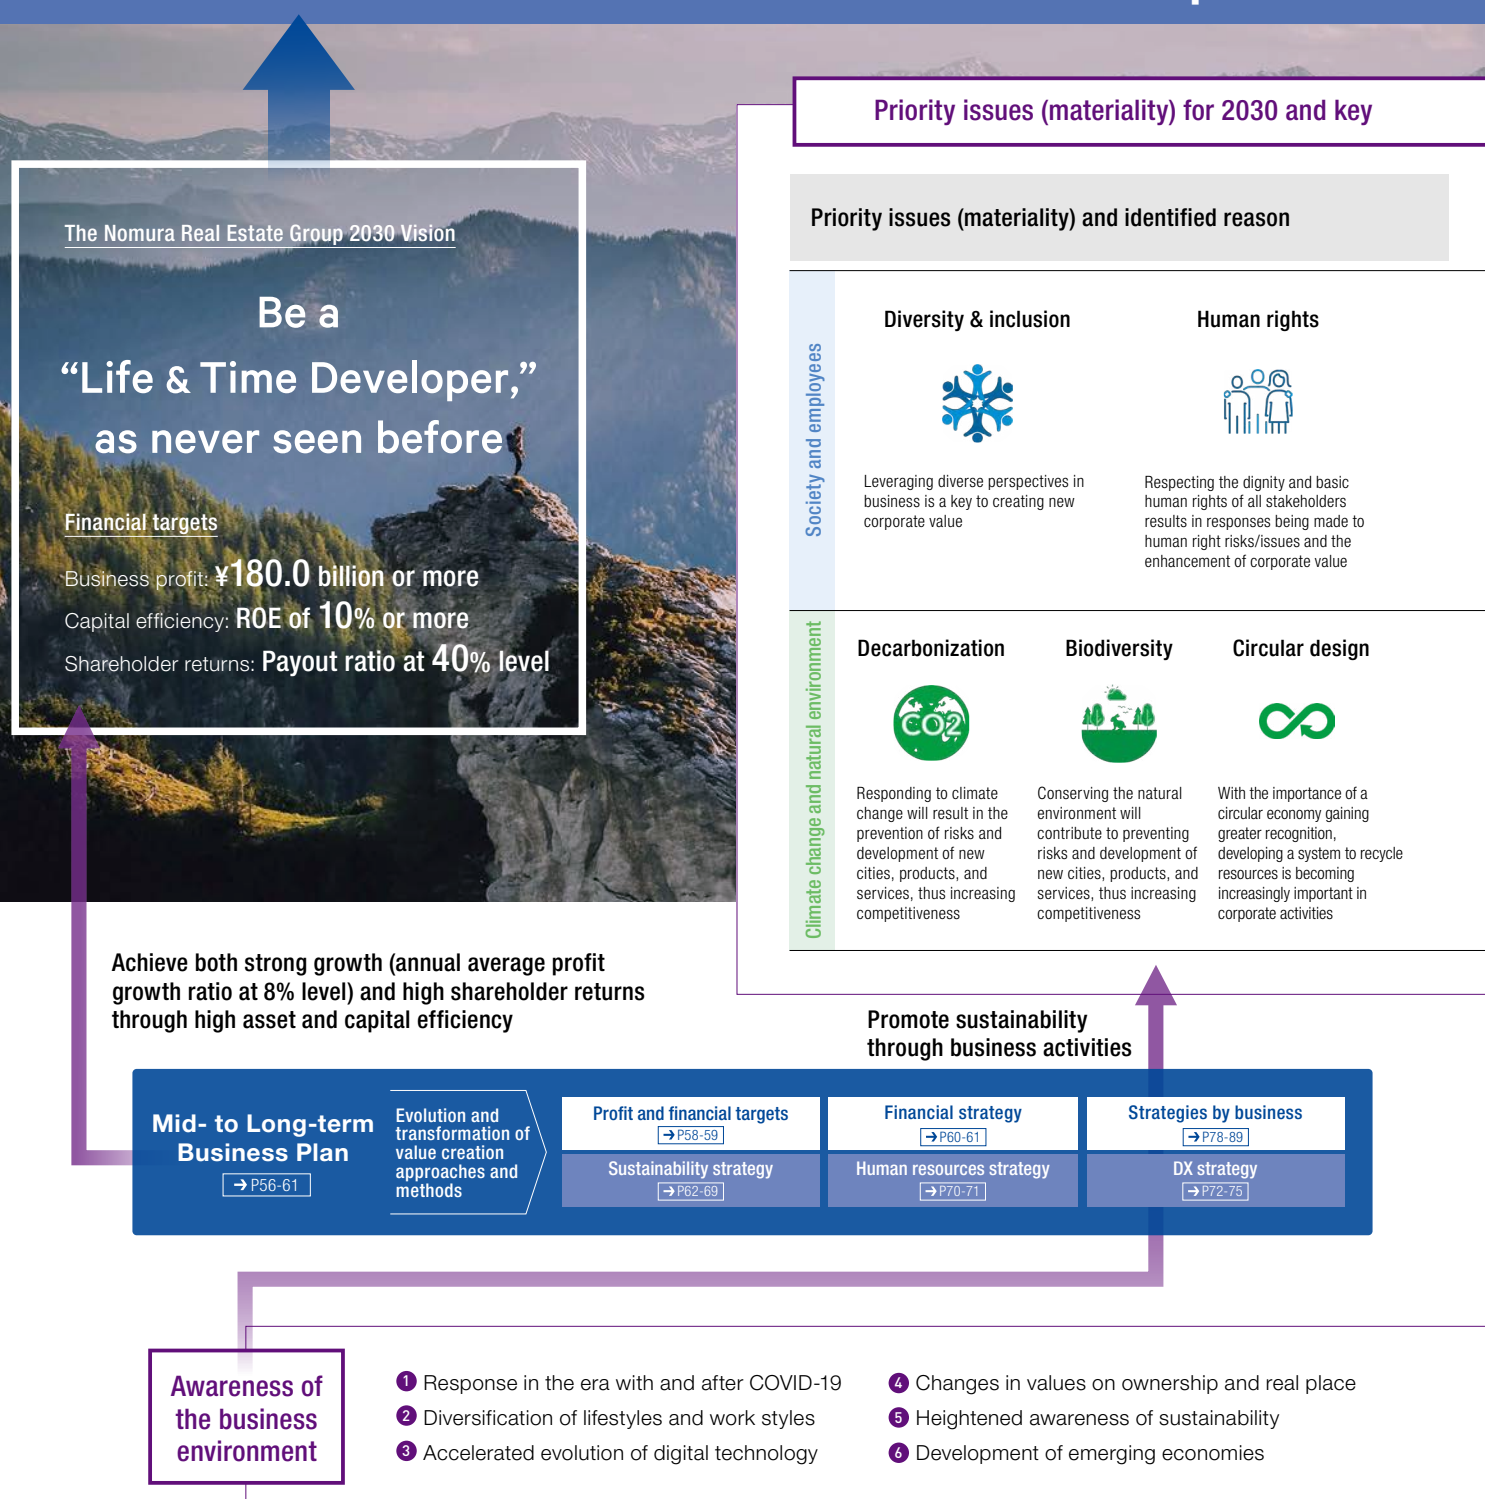 The Nomura Real Estate Group 2030 Vision
Be a
“Life & Time Developer,”
as never seen before
Financial targets
Business profit: ¥180.0 billion or more
Capital efficiency: ROE of 10% or more
Shareholder returns: Payout ratio at 40% level
Priority issues (materiality) for 2030 and key
Priority issues (materiality) and identified reason
Society and employees
Diversity & inclusion
Leveraging diverse perspectives in
business is a key to creating new
corporate value
Human rights
Respecting the dignity and basic
human rights of all stakeholders
results in responses being made to
human right risks/issues and the
enhancement of corporate value
Climate change and natural environment
Decarbonization
CO2
Responding to climate
change will result in the
prevention of risks and
development of new
cities, products, and
services, thus increasing
competitiveness
Biodiversity
Conserving the natural
environment will
contribute to preventing
risks and development of
new cities, products, and
services, thus increasing
competitiveness
Circular design
With the importance of a
circular economy gaining
greater recognition,
developing a system to recycle
resources is becoming
increasingly important in
corporate activities
Achieve both strong growth (annual average profit
growth ratio at 8% level) and high shareholder returns
through high asset and capital efficiency
Promote sustainability
through business activities
Mid- to Long-term
Business Plan
➔P56-61
Evolution and
transformation of
value creation
approaches and
methods
Profit and financial targets
➔P58-59
Financial strategy
➔P60-61
Strategies by business
➔P78-89
Sustainability strategy
➔P62-69
Human resources strategy
➔P70-71
DX strategy
➔P72-75
Awareness of
the business
environment
❶ Response in the era with and after COVID-19
❷ Diversification of lifestyles and work styles
❸ Accelerated evolution of digital technology
❹ Changes in values on ownership and real place
❺ Heightened awareness of sustainability
❻ Development of emerging economies